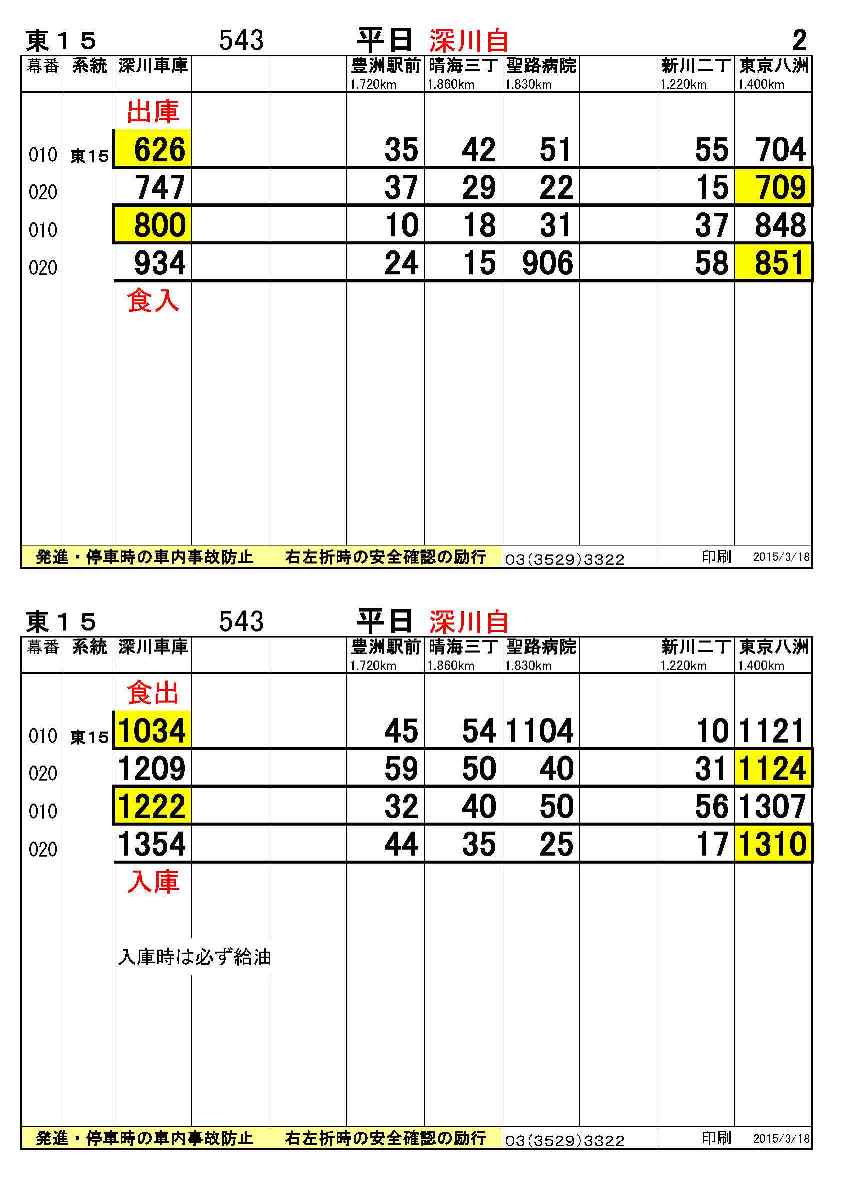 東１５ 543 平日 深川自 2
幕番 系統 深川車庫 豊洲駅前 晴海三丁 聖路病院 新川二丁 東京八洲
1.720km 1.860km 1.830km 1.220km 1.400km
出庫
010 東15 626 35 42 51 55 704
020 747 37 29 22 15 709
010 800 10 18 31 37 848
020 934 24 15 906 58 851
食入
発進・停車時の車内事故防止 右左折時の安全確認の励行 03(3529)3322 印刷 2015/3/18
東１５ 543 平日 深川自
幕番 系統 深川車庫 豊洲駅前 晴海三丁 聖路病院 新川二丁 東京八洲
1.720km 1.860km 1.830km 1.220km 1.400km
食出
010 東15 1034 45 54 1104 10 1121
020 1209 59 50 40 31 1124
010 1222 32 40 50 56 1307
020 1354 44 35 25 17 1310
入庫
入庫時は必ず給油
発進・停車時の車内事故防止 右左折時の安全確認の励行 03(3529)3322 印刷 2015/3/18